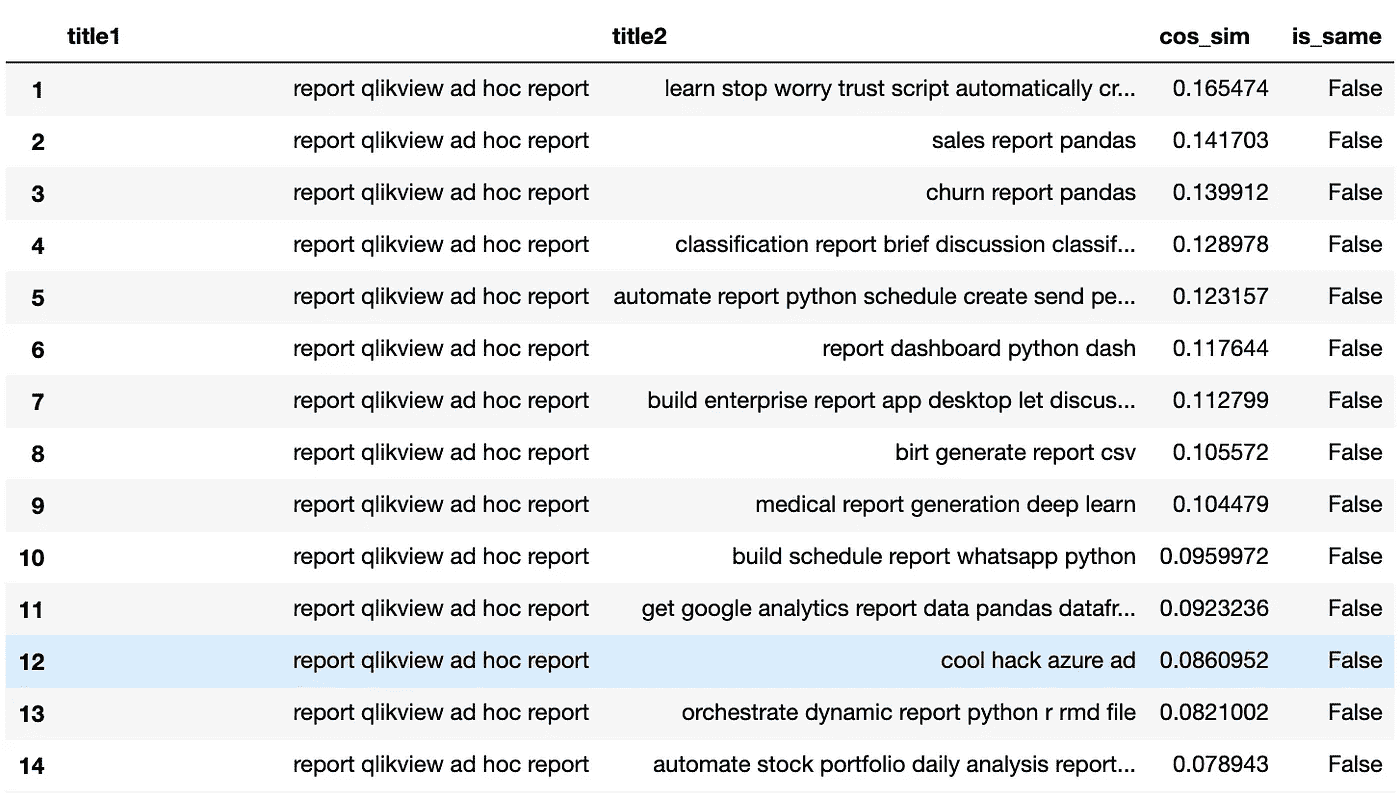 title1 title2 cos_sim is_same
1 report qlikview ad hoc report learn stop worry trust script automatically cr... 0.165474 False
2 report qlikview ad hoc report sales report pandas 0.141703 False
3 report qlikview ad hoc report churn report pandas 0.139912 False
4 report qlikview ad hoc report classification report brief discussion classif... 0.128978 False
5 report qlikview ad hoc report automate report python schedule create send pe... 0.123157 False
6 report qlikview ad hoc report report dashboard python dash 0.117644 False
7 report qlikview ad hoc report build enterprise report app desktop let discus... 0.112799 False
8 report qlikview ad hoc report birt generate report csv 0.105572 False
9 report qlikview ad hoc report medical report generation deep learn 0.104479 False
10 report qlikview ad hoc report build schedule report whatsapp python 0.0959972 False
11 report qlikview ad hoc report get google analytics report data pandas datafr... 0.0923236 False
12 report qlikview ad hoc report cool hack azure ad 0.0860952 False
13 report qlikview ad hoc report orchestrate dynamic report python r rmd file 0.0821002 False
14 report qlikview ad hoc report automate stock portfolio daily analysis report... 0.078943 False